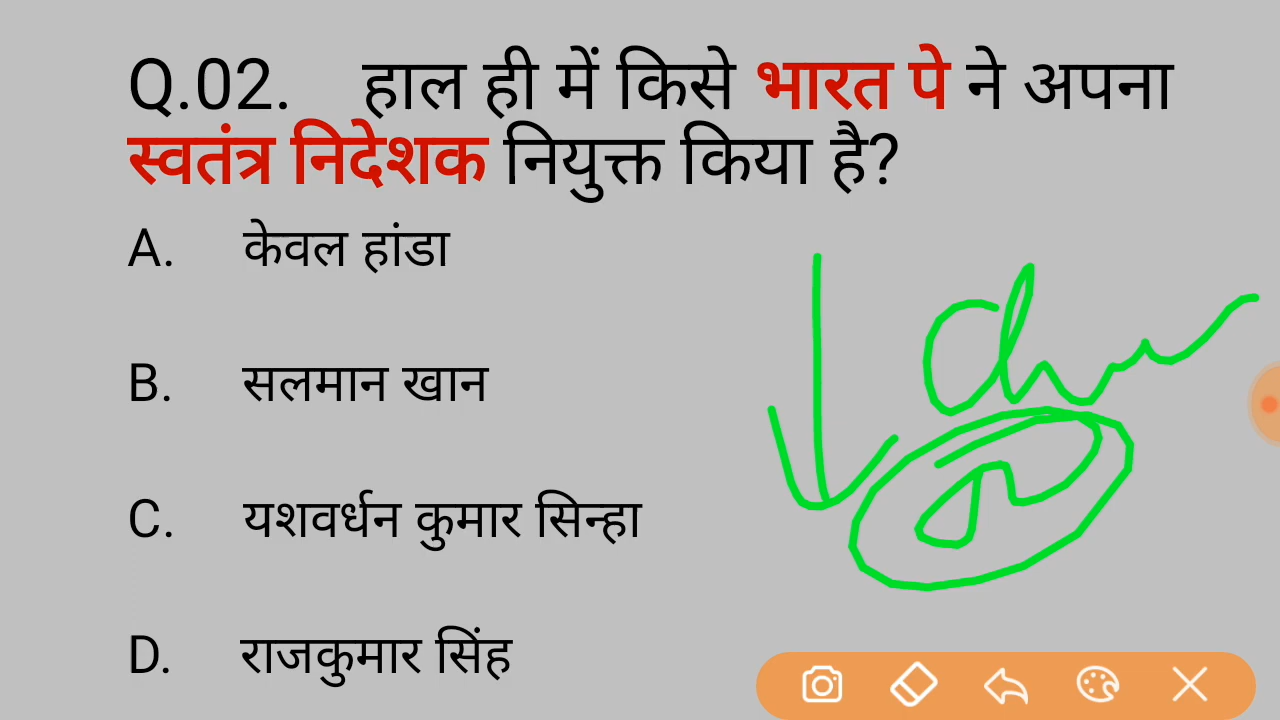 Q.02. हाल ही में किसे भारत पे ने अपना
स्वतंत्र निदेशक नियुक्त किया है?
A. केवल हांडा
B. सलमान खान
C. यशवर्धन कुमार सिन्हा
D. राजकुमार सिंह